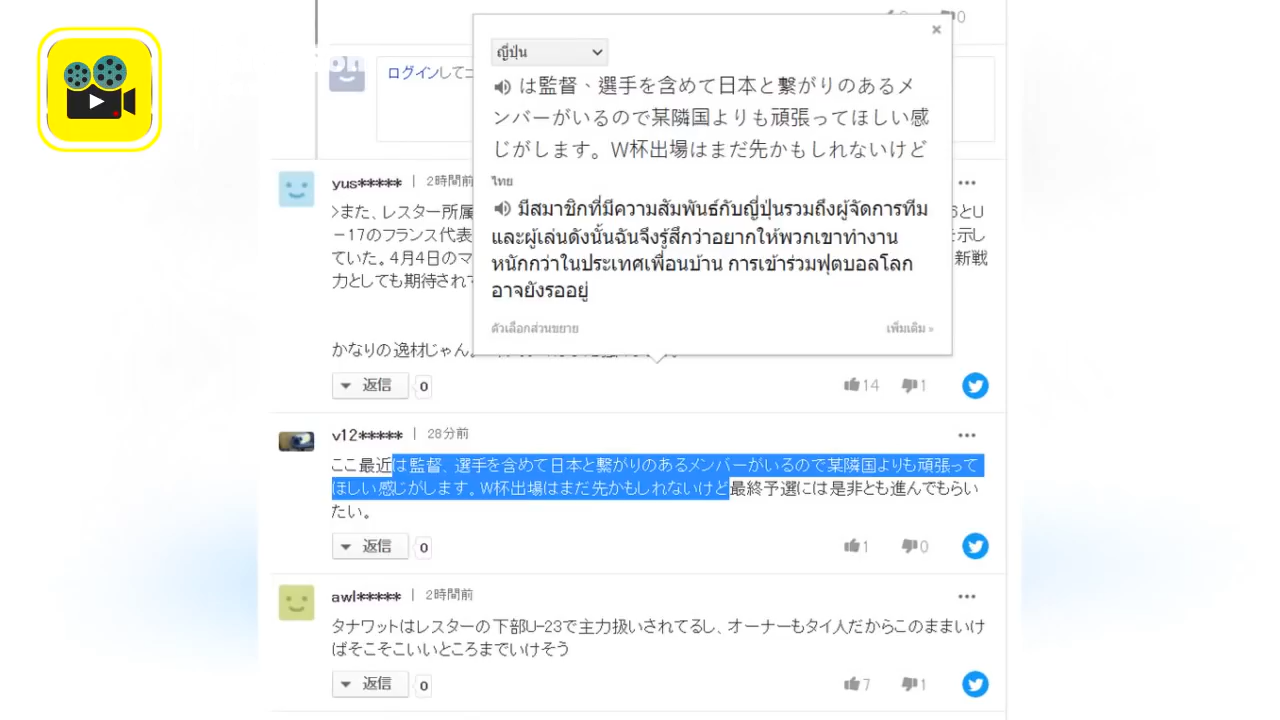 0
×
on
ญี่ปุ่น
ログインしてコ
は監督、選手を含めて日本と繋がりのあるメ
ンバーがいるので某隣国よりも頑張ってほしい感
じがします。W杯出場はまだ先かもしれないけど
ไทย
มีสมาชิกที่มีความสัมพันธ์กับญี่ปุ่นรวมถึงผู้จัดการทีม
และผู้เล่นดังนั้นฉันจึงรู้สึกว่าอยากให้พวกเขาทำงาน
หนักกว่าในประเทศเพื่อนบ้าน การเข้าร่วมฟุตบอลโลก
อาจยังรออยู่
ตัวเลือกส่วนขยาย
เพิ่มเติม »
yus***** | 2時間前
>また、レスター所属
6とU
－17のフランス代表
を示し
ていた。4月4日のマ
新戦
力としても期待されて
かなりの逸材じゃん。
返信 0
14 1
v12***** | 28分前
ここ最近は監督、選手を含めて日本と繋がりのあるメンバーがいるので某隣国よりも頑張って
ほしい感じがします。W杯出場はまだ先かもしれないけど最終予選には是非とも進んでもらい
たい。
返信 0
1 0
awl***** | 2時間前
タナワットはレスターの下部U-23で主力扱いされてるし、オーナーもタイ人だからこのままいけ
ばそこそこいいところまでいけそう
返信 0
7 1